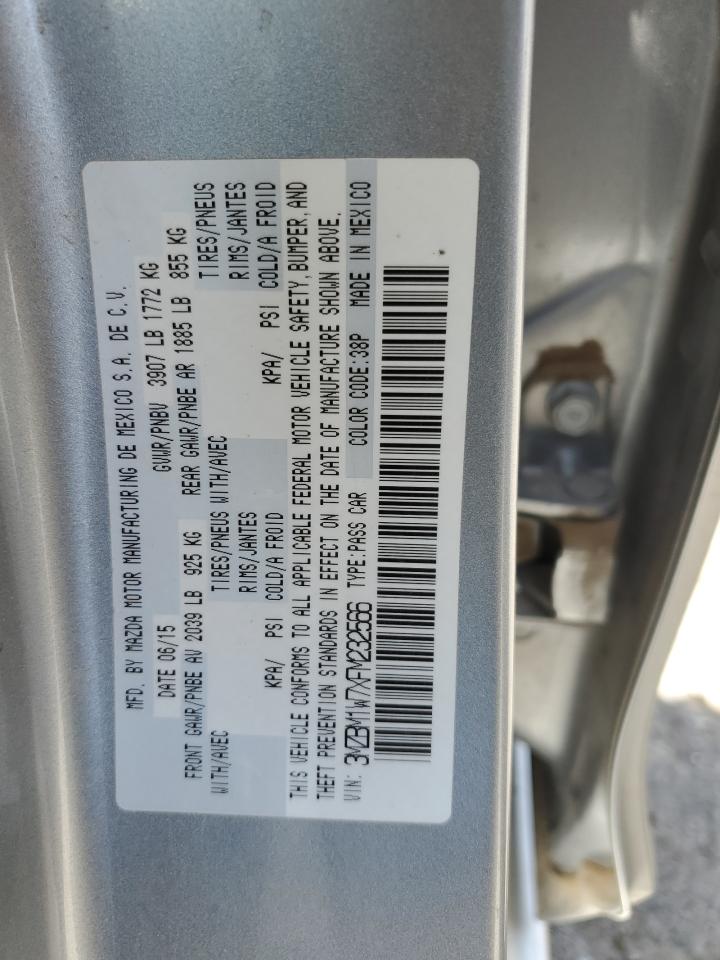 MFD. BY MAZDA MOTOR MANUFACTURING DE MEXICO S.A. DE C.V.
DATE 06/15 GVWR/PNBV 3907 LB 1772 KG
FRONT GAWR/PNBE AV 2039 LB 925 KG REAR GAWR/PNBE AR 1885 LB 855 KG
WITH/AVEC TIRES/PNEUS WITH/AVEC TIRES/PNEUS
RIMS/JANTES RIMS/JANTES
KPA/ PSI COLD/A FROID KPA/ PSI COLD/A FROID
THIS VEHICLE CONFORMS TO ALL APPLICABLE FEDERAL MOTOR VEHICLE SAFETY,BUMPER,AND
THEFT PREVENTION STANDARDS IN EFFECT ON THE DATE OF MANUFACTURE SHOWN ABOVE.
VIN: 3MZBM1W7XFM232566 TYPE:PASS CAR COLOR CODE:38P MADE IN MEXICO